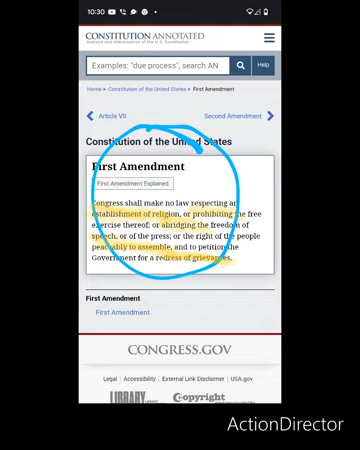 10:30
CONSTITUTION ANNOTATED
Analysis and Interpretation of the U.S. Constitution
Examples: "due process", search AN
Help
Home > Constitution of the United States > First Amendment
Article VII
Second Amendment
Constitution of the United States
First Amendment
First Amendment Explained
Congress shall make no law respecting an
establishment of religion, or prohibiting the free
exercise thereof; or abridging the freedom of
speech, or of the press; or the right of the people
peaceably to assemble, and to petition the
Government for a redress of grievances.
First Amendment
First Amendment
CONGRESS.GOV
Legal | Accessibility | External Link Disclaimer | USA.gov
LIBRARY
Copyright
ActionDirector